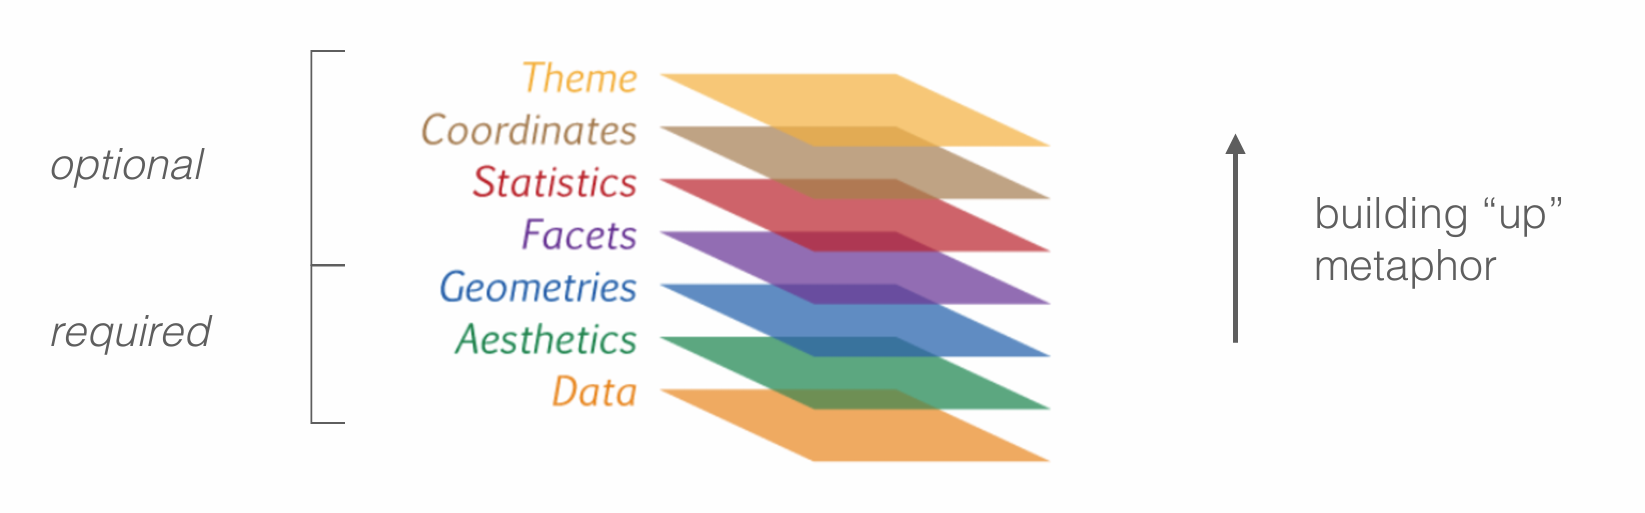 optional
required
Theme
Coordinates
Statistics
Facets
Geometries
Aesthetics
Data
building “up”
metaphor